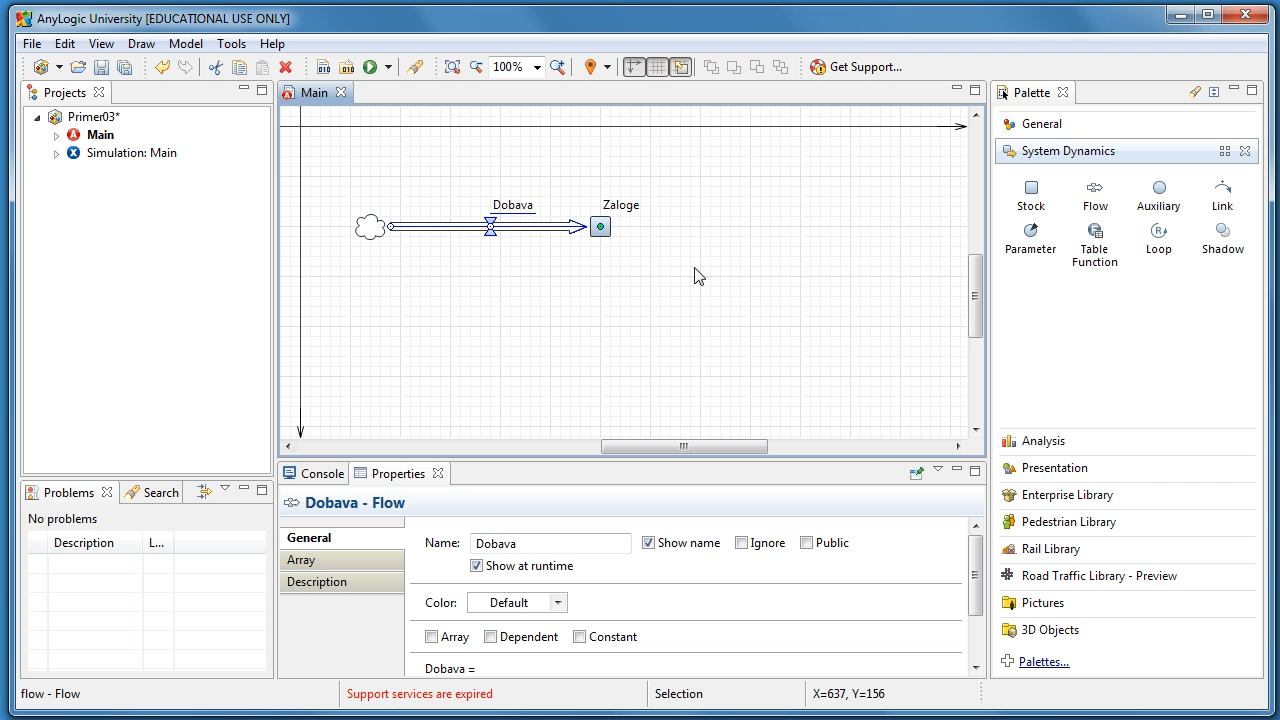 AnyLogic University [EDUCATIONAL USE ONLY]
File Edit View Draw Model Tools Help
100% Get Support...
Projects
Primer03*
Main
Simulation: Main
Main
Dobava
Zaloge
Palette
General
System Dynamics
Stock Flow Auxiliary Link
Parameter Table Function Loop Shadow
Analysis
Presentation
Enterprise Library
Pedestrian Library
Rail Library
Road Traffic Library - Preview
Pictures
3D Objects
Palettes...
Problems Search
No problems
Description L...
Console Properties
Dobava - Flow
General
Array
Description
Name: Dobava Show name Ignore Public
Show at runtime
Color: Default
Array Dependent Constant
Dobava =
flow - Flow Support services are expired Selection X=637, Y=156